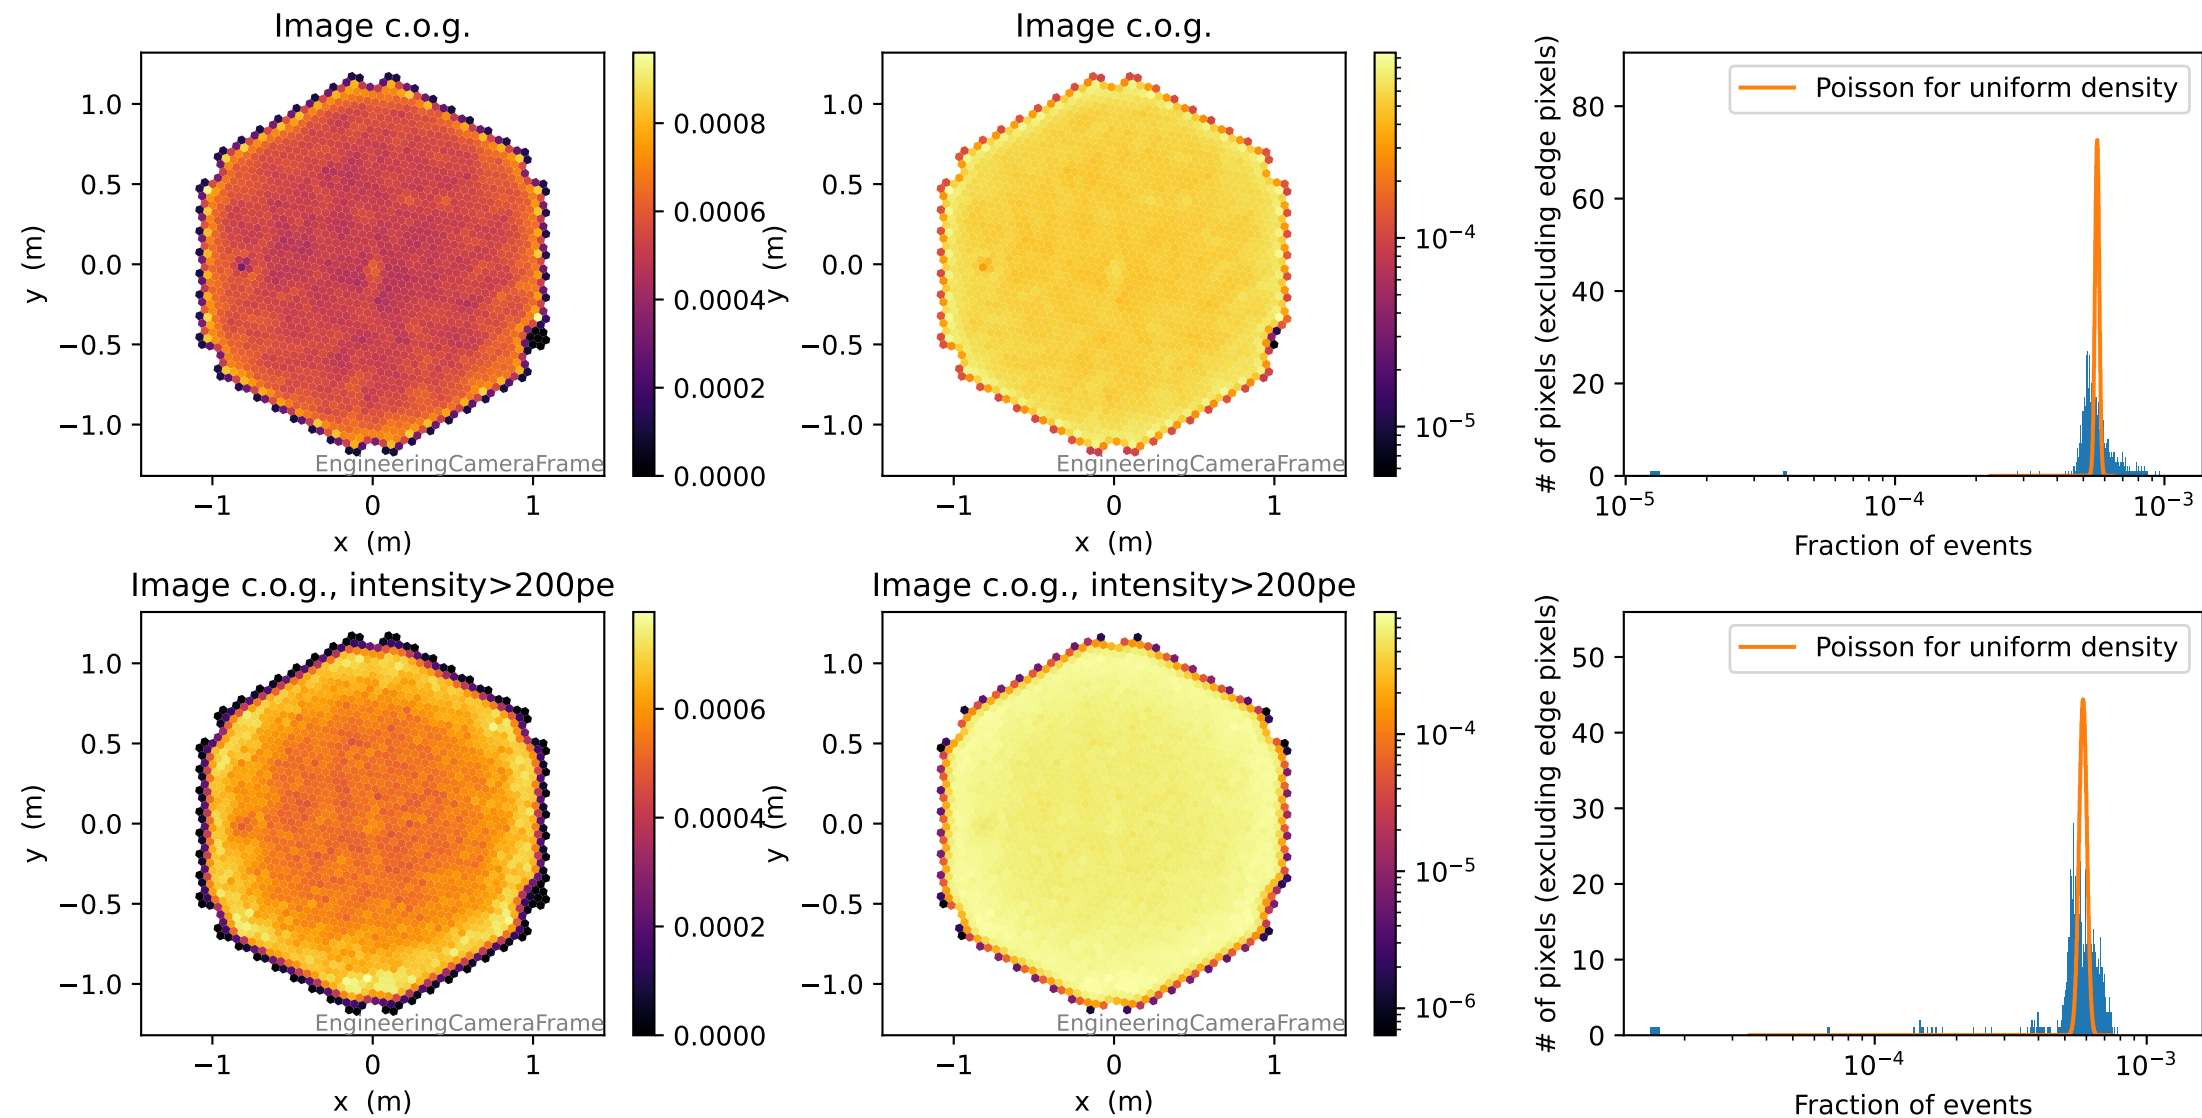 Image c.o.g.
1.0
0.5
0.0
−0.5
−1.0
y (m)
−1
0
1
x (m)
EngineeringCameraFrame
0.0008
0.0006
0.0004
0.0002
0.0000
Image c.o.g.
1.0
0.5
0.0
−0.5
−1.0
y (m)
−1
0
1
x (m)
EngineeringCameraFrame
10⁻⁴
10⁻⁵
Poisson for uniform density
# of pixels (excluding edge pixels)
80
60
40
20
0
10⁻⁵
10⁻⁴
10⁻³
Fraction of events
Image c.o.g., intensity>200pe
1.0
0.5
0.0
−0.5
−1.0
y (m)
−1
0
1
x (m)
EngineeringCameraFrame
0.0006
0.0004
0.0002
0.0000
Image c.o.g., intensity>200pe
1.0
0.5
0.0
−0.5
−1.0
y (m)
−1
0
1
x (m)
EngineeringCameraFrame
10⁻⁴
10⁻⁵
10⁻⁶
Poisson for uniform density
# of pixels (excluding edge pixels)
50
40
30
20
10
0
10⁻⁴
10⁻³
Fraction of events